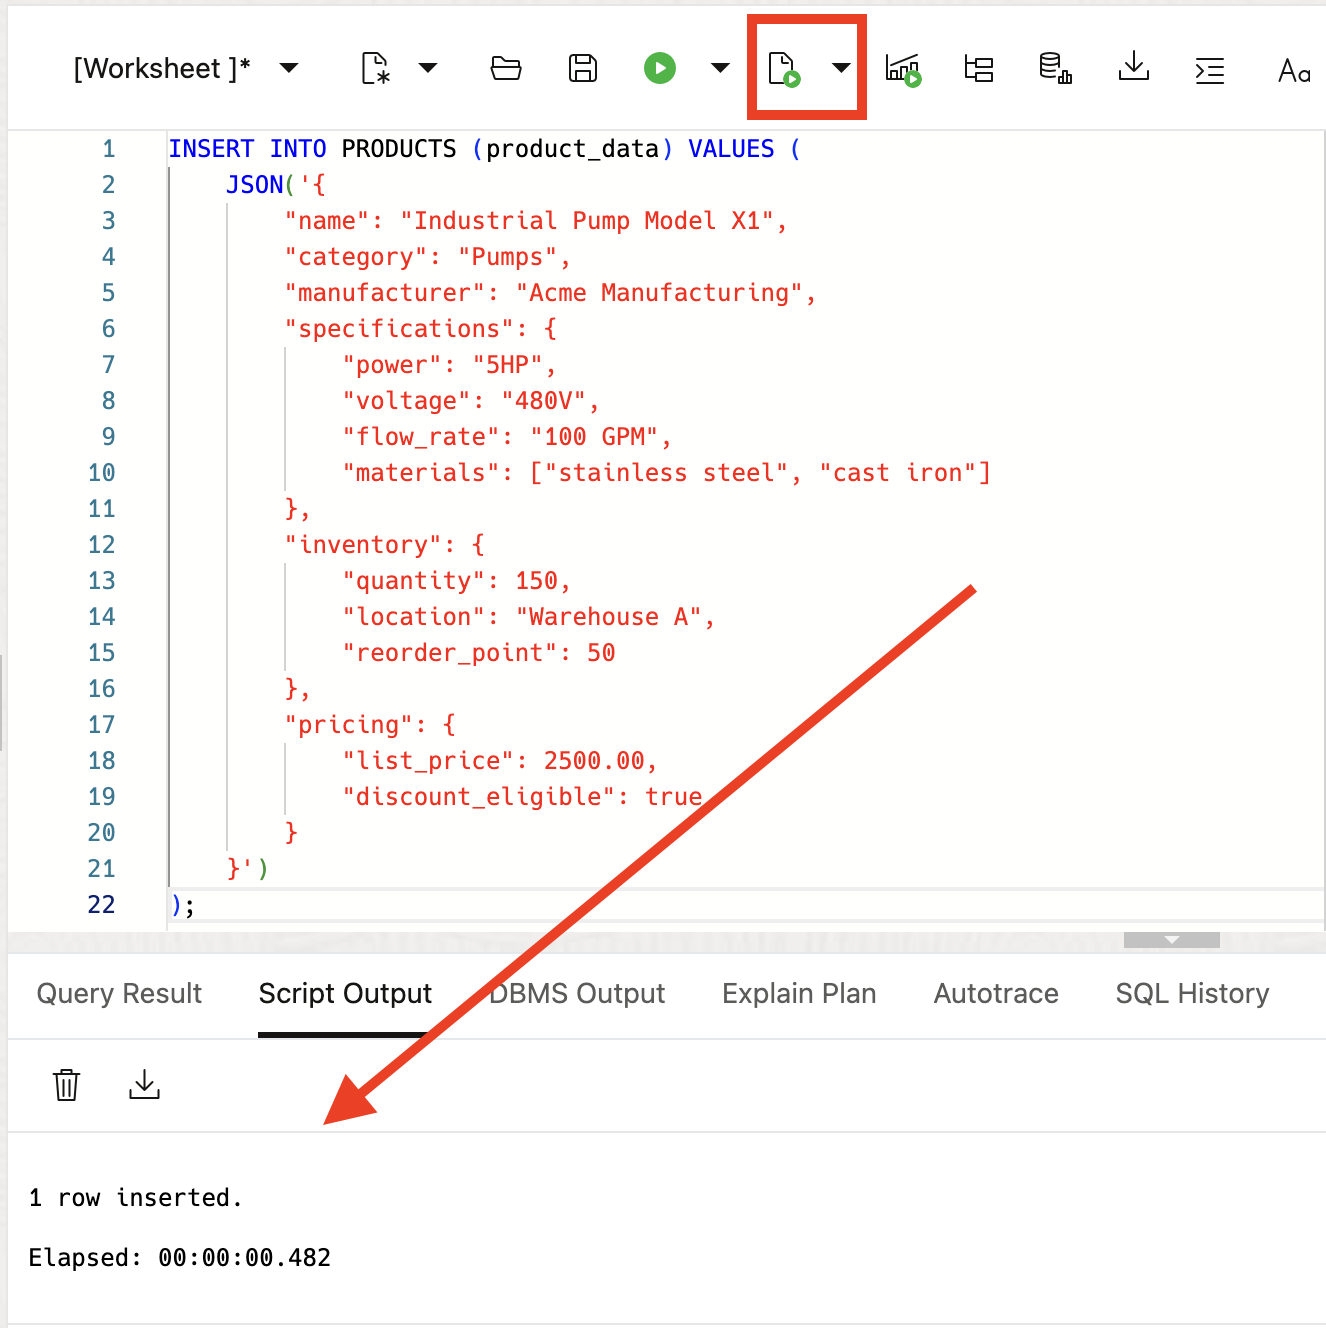 [Worksheet ]*
Aa
1 INSERT INTO PRODUCTS (product_data) VALUES (
2     JSON('{
3         "name": "Industrial Pump Model X1",
4         "category": "Pumps",
5         "manufacturer": "Acme Manufacturing",
6         "specifications": {
7             "power": "5HP",
8             "voltage": "480V",
9             "flow_rate": "100 GPM",
10             "materials": ["stainless steel", "cast iron"]
11         },
12         "inventory": {
13             "quantity": 150,
14             "location": "Warehouse A",
15             "reorder_point": 50
16         },
17         "pricing": {
18             "list_price": 2500.00,
19             "discount_eligible": true
20         }
21     }')
22 );
Query Result Script Output DBMS Output Explain Plan Autotrace SQL History
1 row inserted.
Elapsed: 00:00:00.482